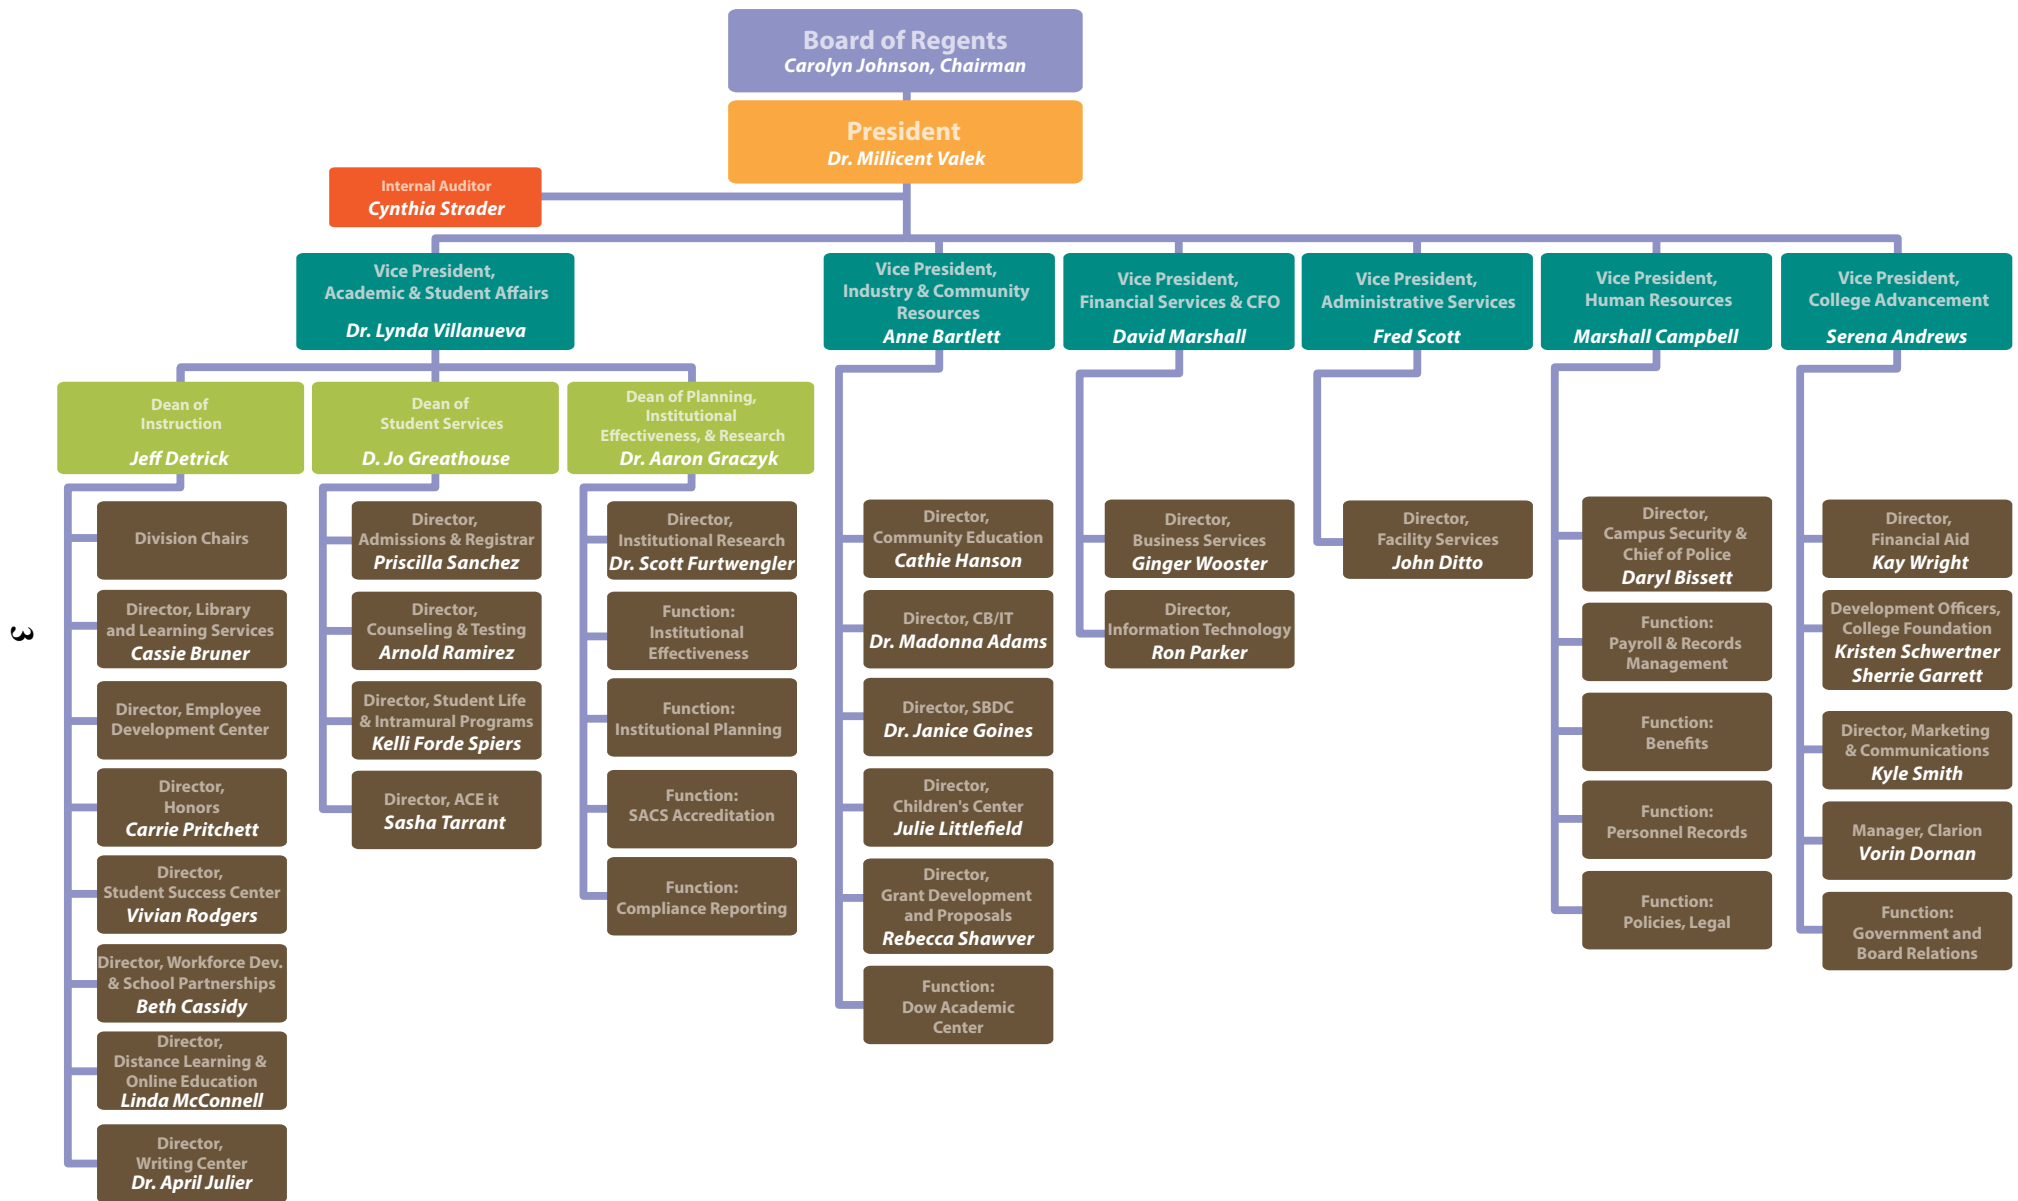 Board of Regents
Carolyn Johnson, Chairman
President
Dr. Millicent Valek
Internal Auditor
Cynthia Strader
Vice President,
Academic & Student Affairs
Dr. Lynda Villanueva
Vice President,
Industry & Community
Resources
Anne Bartlett
Vice President,
Financial Services & CFO
David Marshall
Vice President,
Administrative Services
Fred Scott
Vice President,
Human Resources
Marshall Campbell
Vice President,
College Advancement
Serena Andrews
Dean of
Instruction
Jeff Detrick
Dean of
Student Services
D. Jo Greathouse
Dean of Planning,
Institutional
Effectiveness, & Research
Dr. Aaron Graczyk
Division Chairs
Director, Library
and Learning Services
Cassie Bruner
Director, Employee
Development Center
Director,
Honors
Carrie Pritchett
Director,
Student Success Center
Vivian Rodgers
Director, Workforce Dev.
& School Partnerships
Beth Cassidy
Director,
Distance Learning &
Online Education
Linda McConnell
Director,
Writing Center
Dr. April Julier
Director,
Admissions & Registrar
Priscilla Sanchez
Director,
Counseling & Testing
Arnold Ramirez
Director, Student Life
& Intramural Programs
Kelli Forde Spiers
Director, ACE it
Sasha Tarrant
Director,
Institutional Research
Dr. Scott Furtwengler
Function:
Institutional
Effectiveness
Function:
Institutional Planning
Function:
SACS Accreditation
Function:
Compliance Reporting
Director,
Community Education
Cathie Hanson
Director, CB/IT
Dr. Madonna Adams
Director, SBDC
Dr. Janice Goines
Director,
Children's Center
Julie Littlefield
Director,
Grant Development
and Proposals
Rebecca Shawver
Function:
Dow Academic
Center
Director,
Business Services
Ginger Wooster
Director,
Information Technology
Ron Parker
Director,
Facility Services
John Ditto
Director,
Campus Security &
Chief of Police
Daryl Bissett
Function:
Payroll & Records
Management
Function:
Benefits
Function:
Personnel Records
Function:
Policies, Legal
Director,
Financial Aid
Kay Wright
Development Officers,
College Foundation
Kristen Schwertner
Sherrie Garrett
Director, Marketing
& Communications
Kyle Smith
Manager, Clarion
Vorin Dornan
Function:
Government and
Board Relations
3